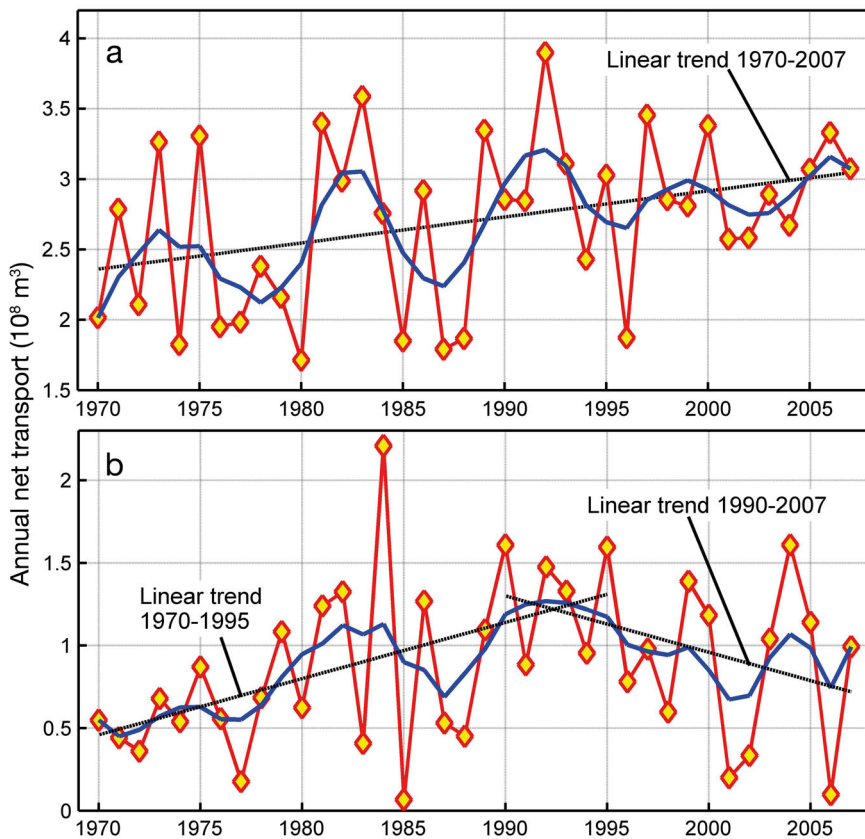 a
Linear trend 1970-2007
4
3.5
3
2.5
2
1.5
1970 1975 1980 1985 1990 1995 2000 2005
Annual net transport (10⁸ m³)
b
Linear trend 1990-2007
Linear trend
1970-1995
2
1.5
1
0.5
0
1970 1975 1980 1985 1990 1995 2000 2005